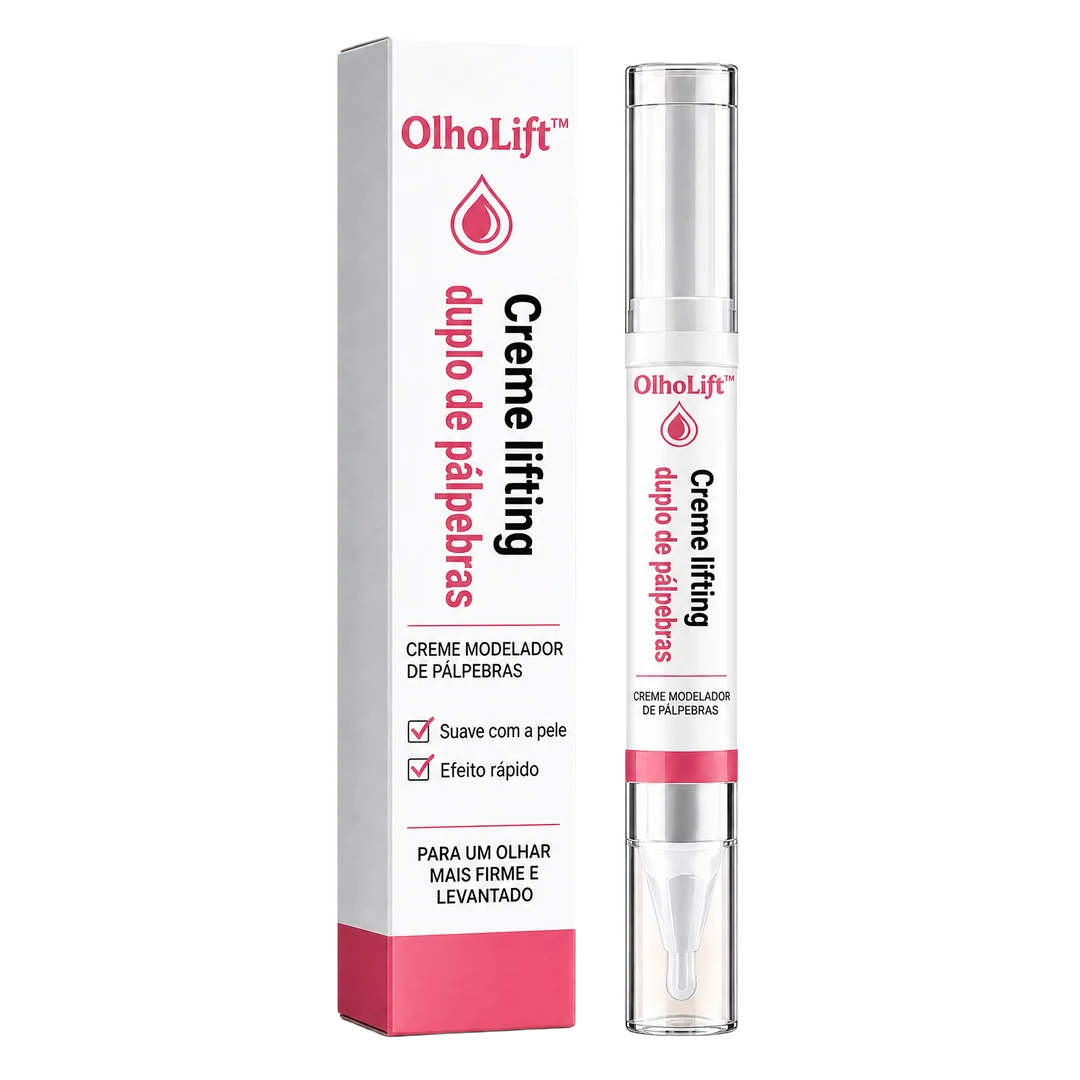 OlhoLift™
Creme lifting
duplo de pálpebras
CREME MODELADOR
DE PÁLPEBRAS
Suave com a pele
Efeito rápido
PARA UM OLHAR
MAIS FIRME E
LEVANTADO
OlhoLift™
Creme lifting
duplo de pálpebras
CREME MODELADOR
DE PÁLPEBRAS